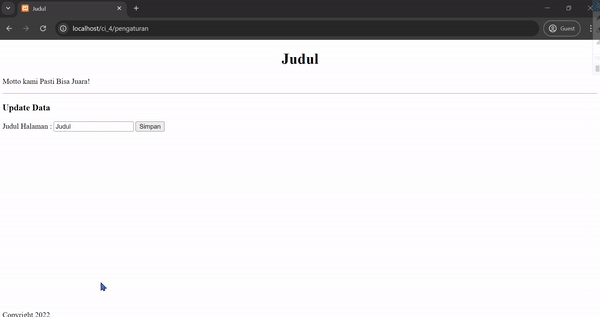 Judul
localhost/ci_4/pengaturan
Guest
Judul
Motto kami Pasti Bisa Juara!
Update Data
Judul Halaman : Judul Simpan
Copyright 2022